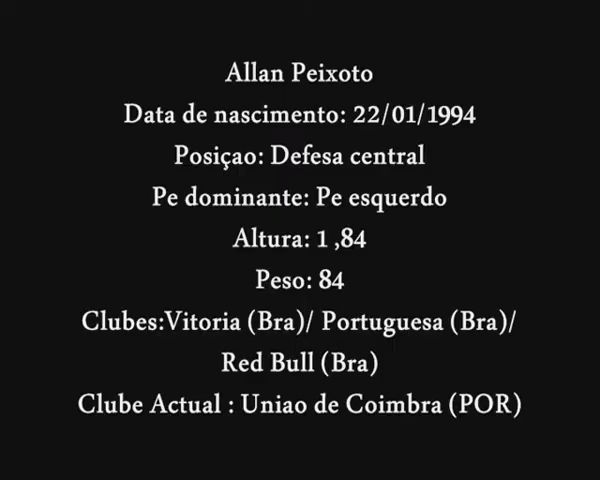 Allan Peixoto
Data de nascimento: 22/01/1994
Posiçao: Defesa central
Pe dominante: Pe esquerdo
Altura: 1 ,84
Peso: 84
Clubes:Vitoria (Bra)/ Portuguesa (Bra)/
Red Bull (Bra)
Clube Actual : Uniao de Coimbra (POR)